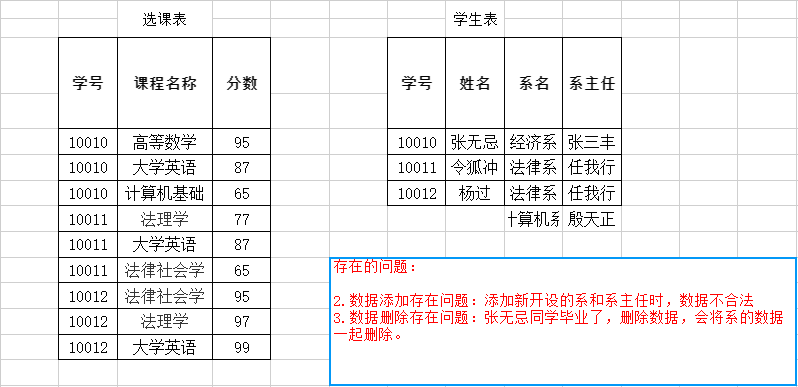 选课表
学号 课程名称 分数
10010 高等数学 95
10010 大学英语 87
10010 计算机基础 65
10011 法理学 77
10011 大学英语 87
10011 法律社会学 65
10012 法律社会学 95
10012 法理学 97
10012 大学英语 99
学生表
学号 姓名 系名 系主任
10010 张无忌 经济系 张三丰
10011 令狐冲 法律系 任我行
10012 杨过 法律系 任我行
计算机系 殷天正
存在的问题：
2.数据添加存在问题：添加新开设的系和系主任时，数据不合法
3.数据删除存在问题：张无忌同学毕业了，删除数据，会将系的数据
一起删除。